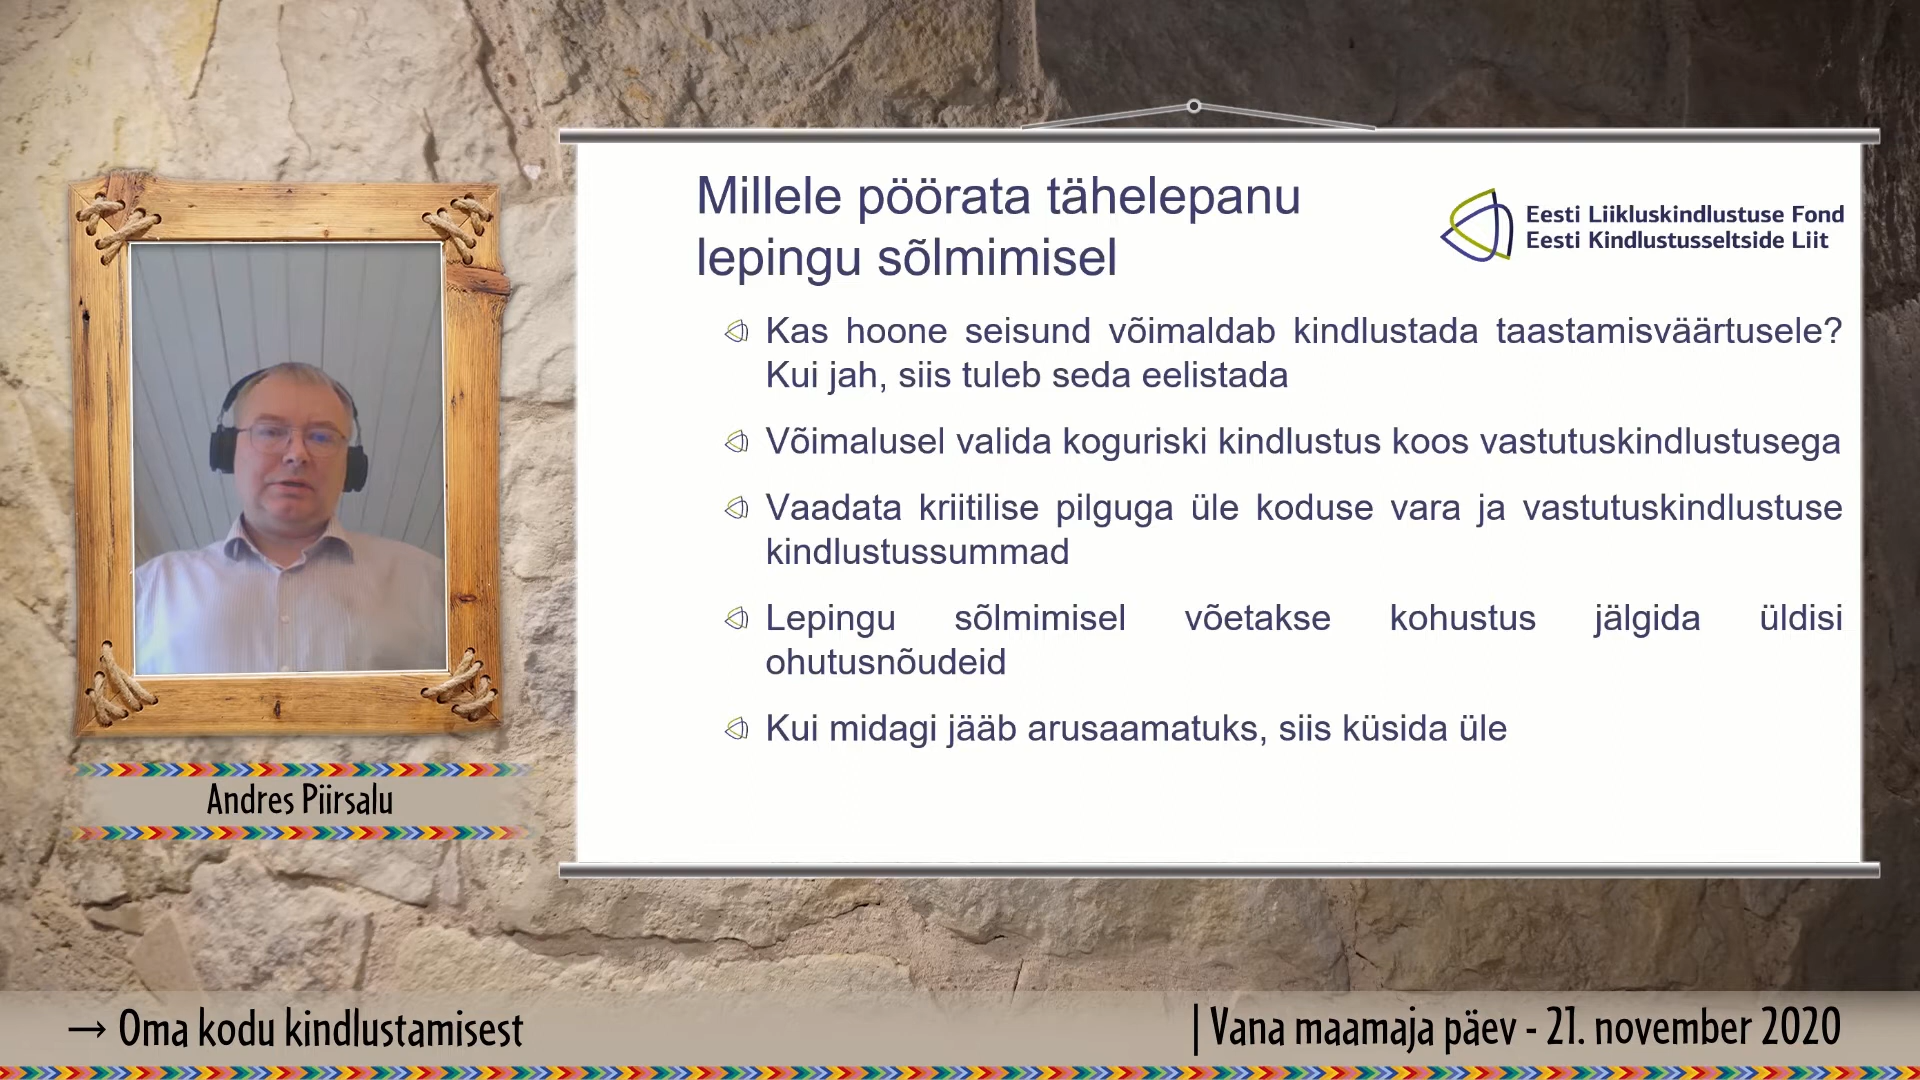 Millele pöörata tähelepanu
lepingu sõlmimisel
Eesti Liikluskindlustuse Fond
Eesti Kindlustusseltside Liit
Kas hoone seisund võimaldab kindlustada taastamisväärtusele?
Kui jah, siis tuleb seda eelistada
Võimalusel valida koguriski kindlustus koos vastutuskindlustusega
Vaadata kriitilise pilguga üle koduse vara ja vastutuskindlustuse
kindlustussummad
Lepingu sõlmimisel võetakse kohustus jälgida üldisi
ohutusnõudeid
Kui midagi jääb arusaamatuks, siis küsida üle
Andres Piirsalu
→ Oma kodu kindlustamisest
| Vana maamaja päev - 21. november 2020